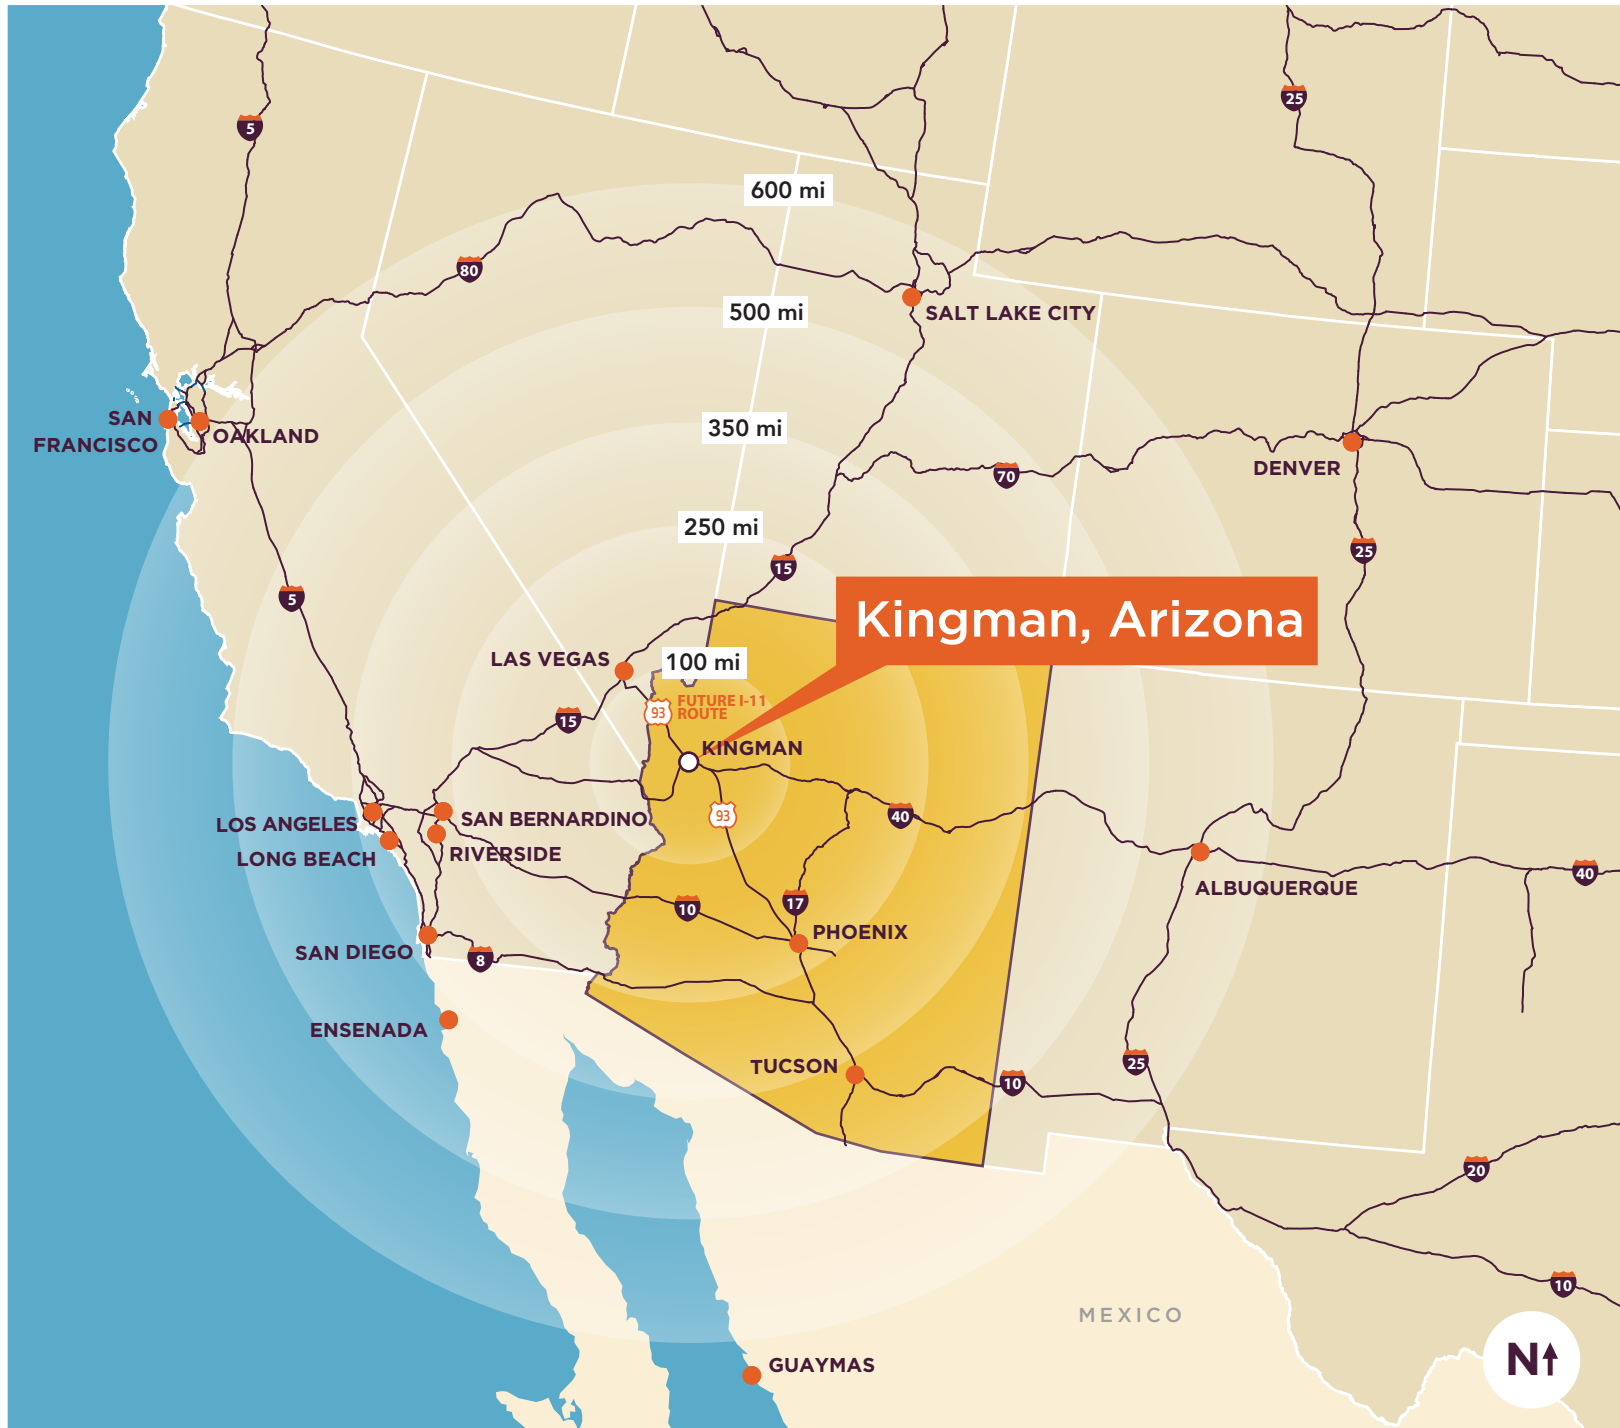 25
5
600 mi
80
500 mi
SALT LAKE CITY
SAN
FRANCISCO
OAKLAND
350 mi
DENVER
70
250 mi
25
15
5
Kingman, Arizona
LAS VEGAS
100 mi
FUTURE I-11
ROUTE
93
15
KINGMAN
93
40
LOS ANGELES
SAN BERNARDINO
LONG BEACH
RIVERSIDE
40
ALBUQUERQUE
10
17
PHOENIX
SAN DIEGO
8
ENSENADA
TUCSON
25
10
20
10
MEXICO
N
GUAYMAS